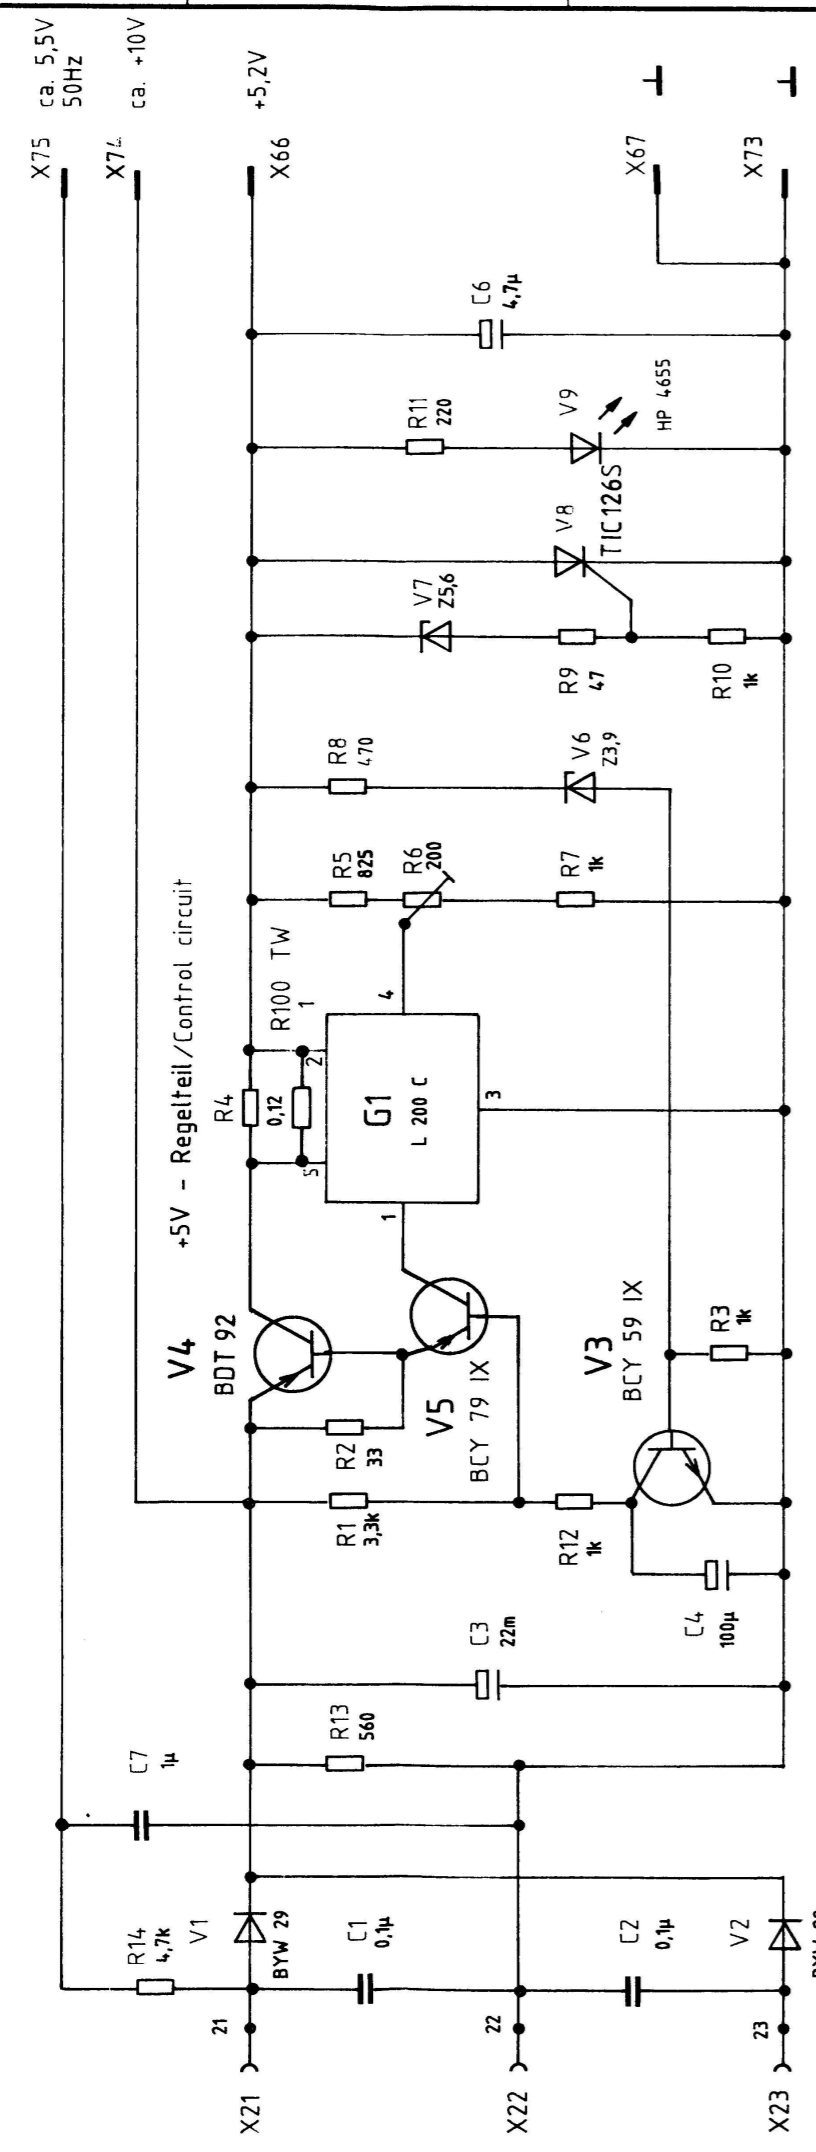 X75
ca. 5,5V
50Hz
X74
ca. +10V
X66
+5,2V
X67
X73
C6
4,7µ
R11
220
V9
HP 4655
V8
TIC126S
V7
Z5,6
R9
47
R10
1k
R8
470
V6
Z3,9
R5
825
R6
200
R7
1k
+5V - Regelteil/Control circuit
R100 TW
1
R4
0,12
2
5
4
G1
L 200 C
3
1
V4
BDT 92
V5
BCY 79 IX
V3
BCY 59 IX
R3
1k
R2
33
R1
3,3k
R12
1k
C4
100µ
C3
22m
R13
560
C7
1µ
R14
4,7k
V1
BYW 29
C1
0,1µ
C2
0,1µ
V2
21
22
23
X21
X22
X23